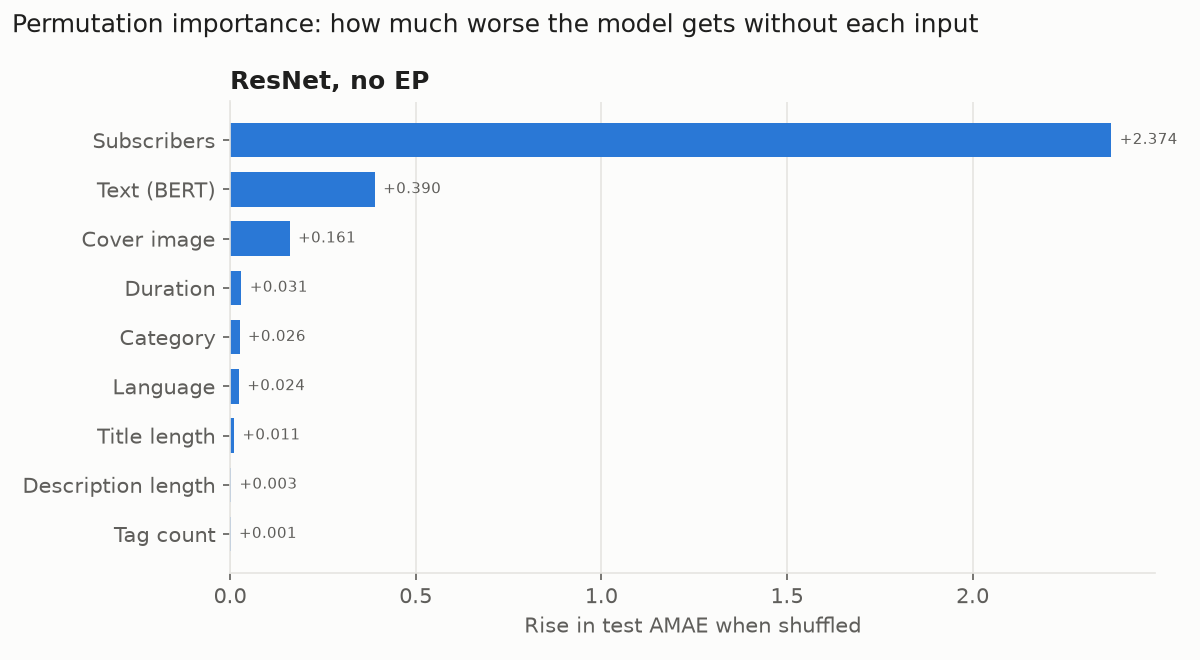 Permutation importance: how much worse the model gets without each input
ResNet, no EP
Subscribers +2.374
Text (BERT) +0.390
Cover image +0.161
Duration +0.031
Category +0.026
Language +0.024
Title length +0.011
Description length +0.003
Tag count +0.001
0.0 0.5 1.0 1.5 2.0
Rise in test AMAE when shuffled